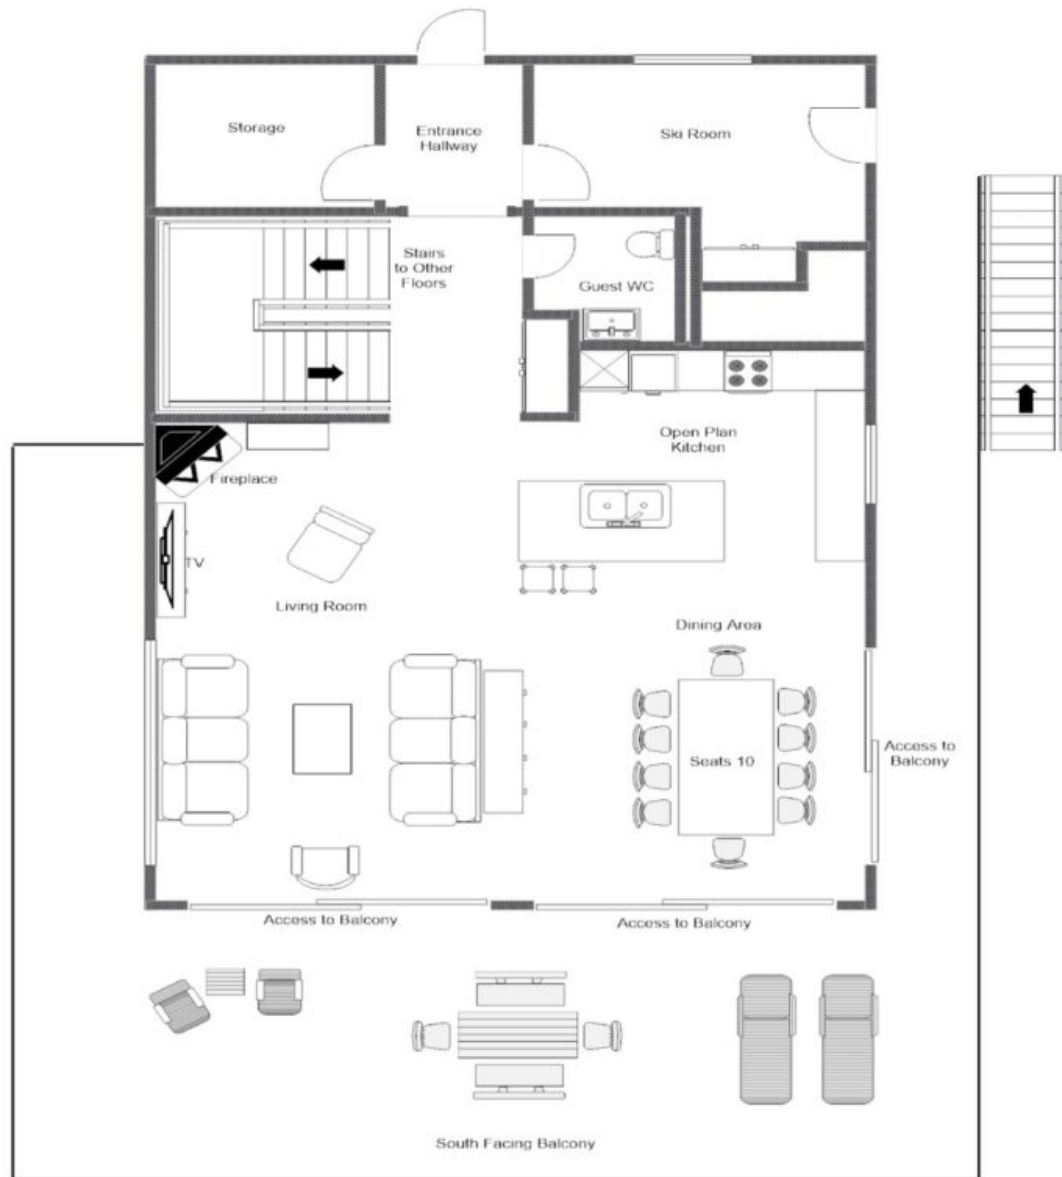 Storage
Entrance
Hallway
Ski Room
Stairs
to Other
Floors
Guest WC
Open Plan
Kitchen
Fireplace
TV
Living Room
Dining Area
Seats 10
Access to
Balcony
Access to Balcony
Access to Balcony
South Facing Balcony